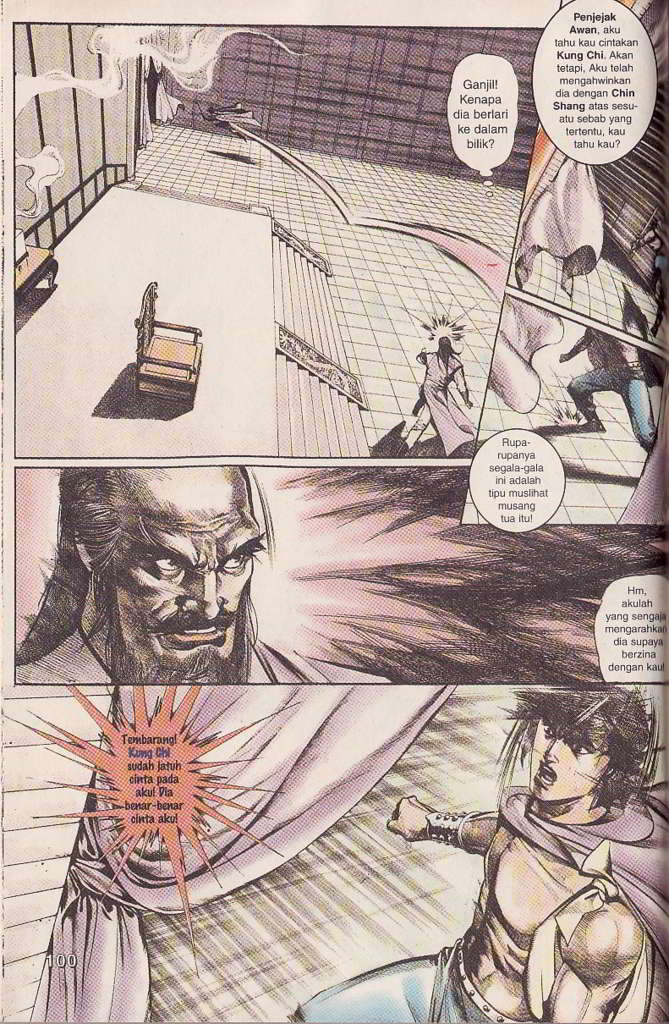 Ganjil!
Kenapa
dia berlari
ke dalam
bilik?
Penjejak
Awan, aku
tahu kau cintakan
Kung Chi. Akan
tetapi, Aku telah
mengahwinkan
dia dengan Chin
Shang atas sesu-
atu sebab yang
tertentu, kau
tahu kau?
Rupa-
rupanya
segala-gala
ini adalah
tipu muslihat
musang
tua itu!
Hm,
akulah
yang sengaja
mengarahkan
dia supaya
berzina
dengan kau!
Tembarang!
Kung Chi
sudah jatuh
cinta pada
aku! Dia
benar-benar
cinta aku!
100